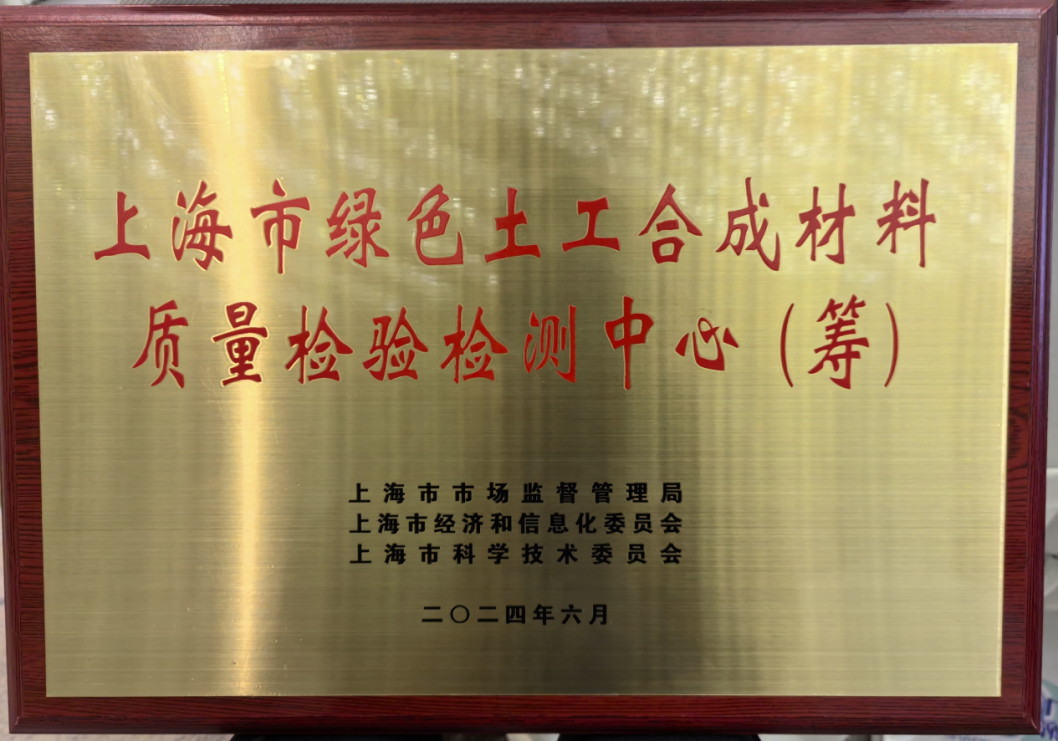 上海市绿色土工合成材料
质量检验检测中心(筹)
上海市市场监督管理局
上海市经济和信息化委员会
上海市科学技术委员会
二〇二四年六月